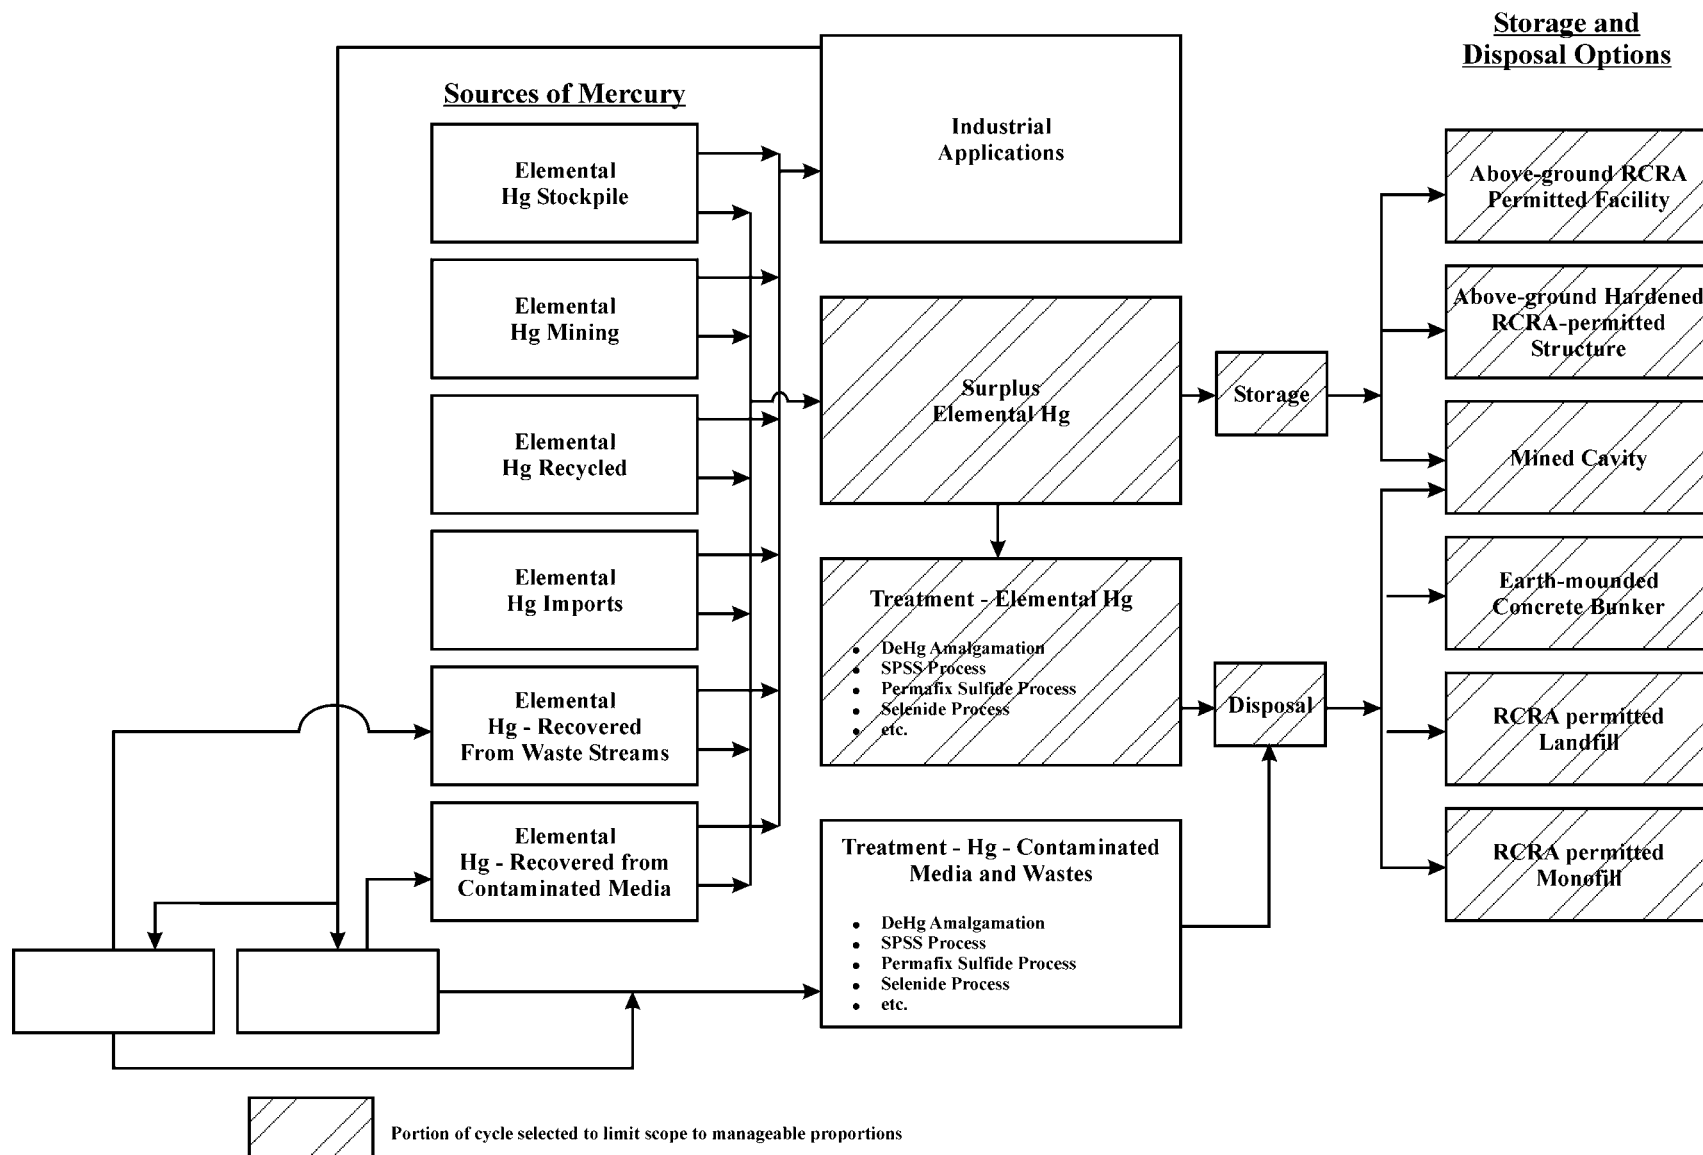 Storage and
Disposal Options
Sources of Mercury
Industrial
Applications
Elemental
Hg Stockpile
Elemental
Hg Mining
Elemental
Hg Recycled
Elemental
Hg Imports
Elemental
Hg - Recovered
From Waste Streams
Elemental
Hg - Recovered from
Contaminated Media
Surplus
Elemental Hg
Treatment - Elemental Hg
• DeHg Amalgamation
• SPSS Process
• Permafix Sulfide Process
• Selenide Process
• etc.
Treatment - Hg - Contaminated
Media and Wastes
• DeHg Amalgamation
• SPSS Process
• Permafix Sulfide Process
• Selenide Process
• etc.
Storage
Disposal
Above-ground RCRA
Permitted Facility
Above-ground Hardened
RCRA-permitted
Structure
Mined Cavity
Earth-mounded
Concrete Bunker
RCRA permitted
Landfill
RCRA permitted
Monofill
Portion of cycle selected to limit scope to manageable proportions